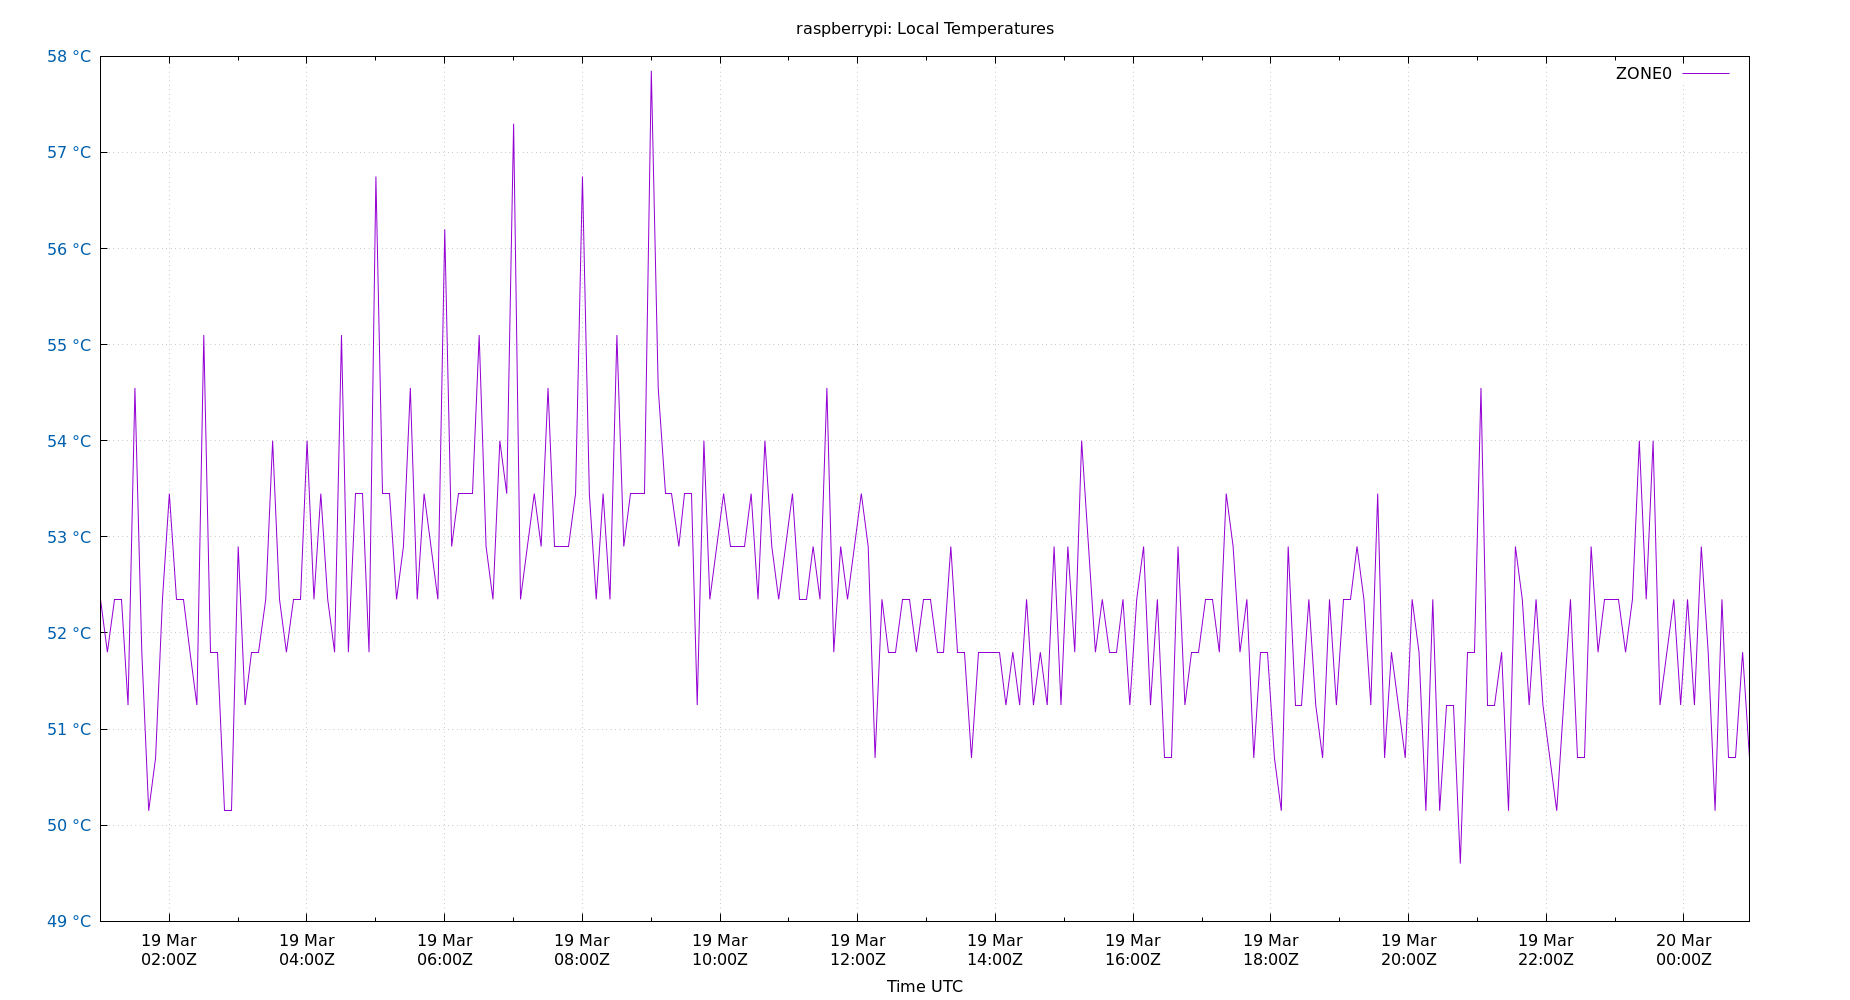 raspberrypi: Local Temperatures
ZONE0
58 °C
57 °C
56 °C
55 °C
54 °C
53 °C
52 °C
51 °C
50 °C
49 °C
19 Mar 19 Mar 19 Mar 19 Mar 19 Mar 19 Mar 19 Mar 19 Mar 19 Mar 19 Mar 19 Mar 20 Mar
02:00Z 04:00Z 06:00Z 08:00Z 10:00Z 12:00Z 14:00Z 16:00Z 18:00Z 20:00Z 22:00Z 00:00Z
Time UTC